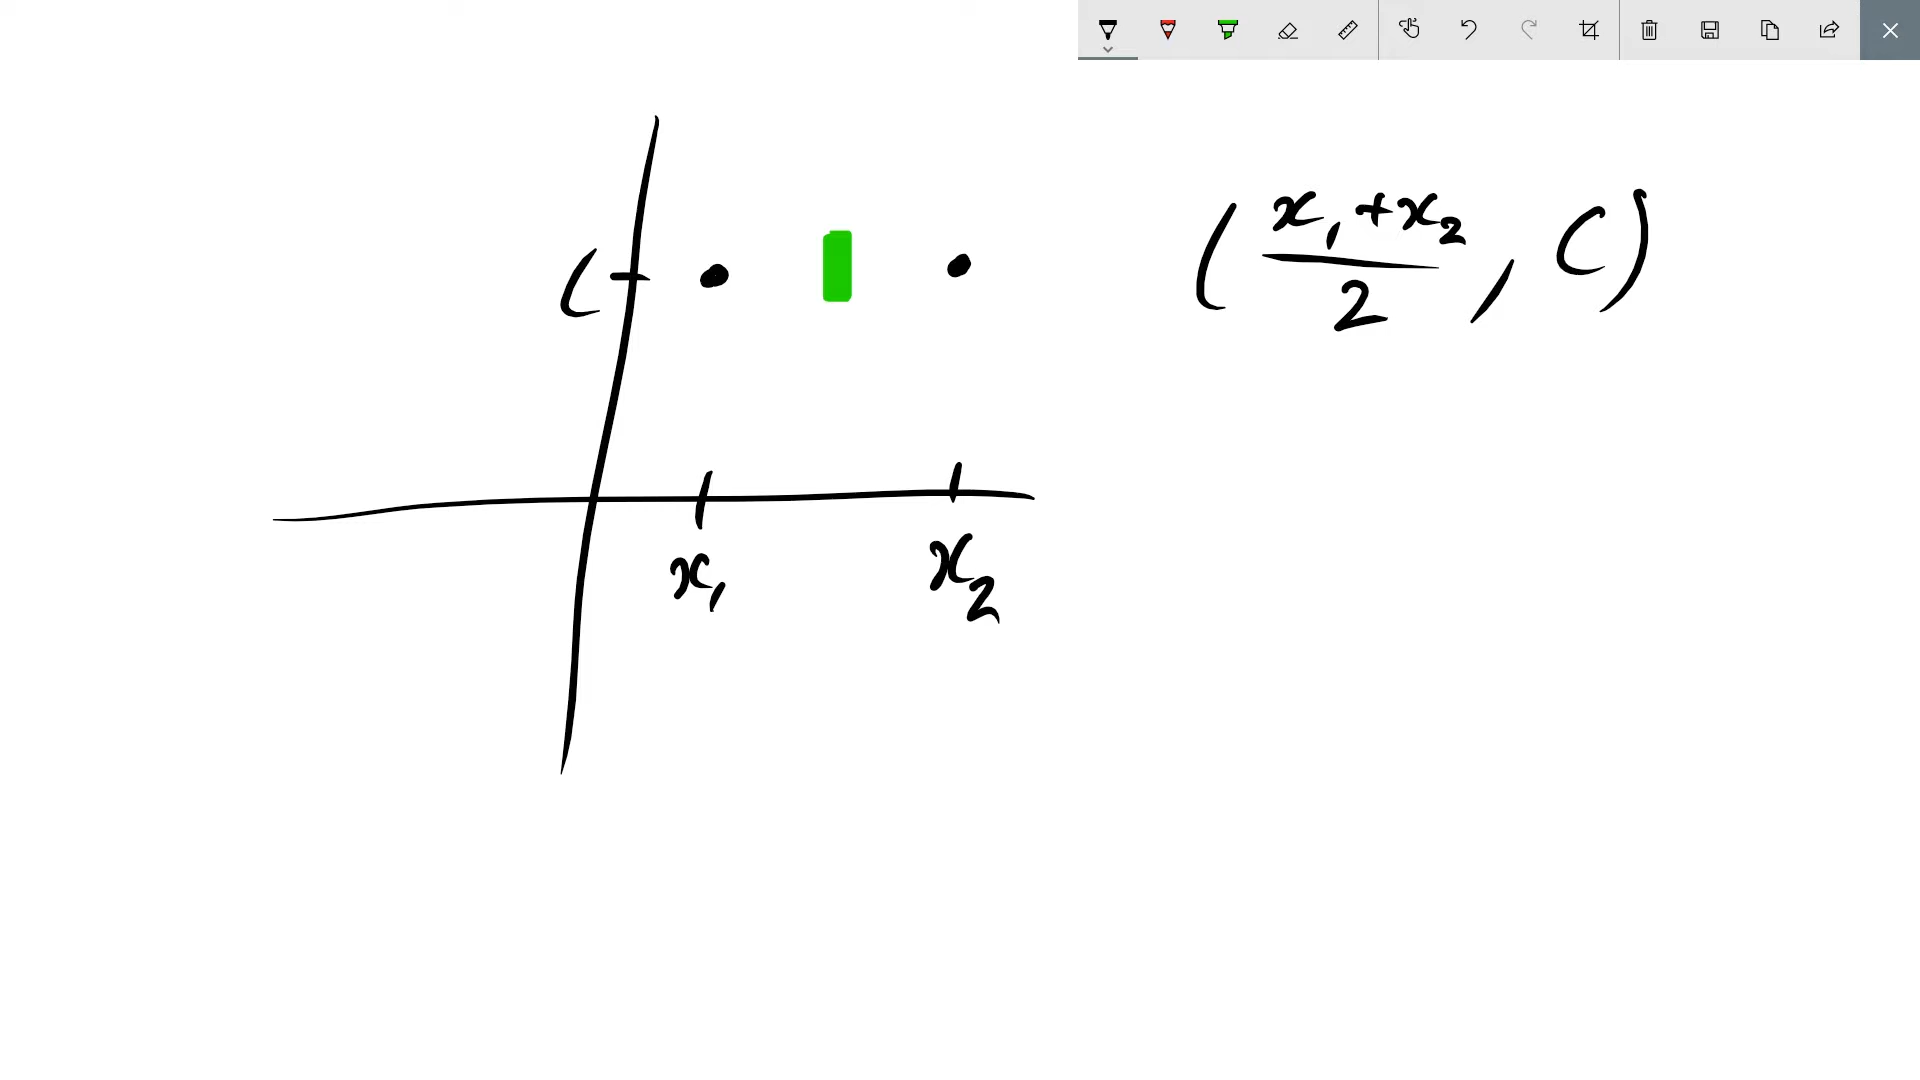 C
x₁
x₂
(x₁+x₂/2, C)